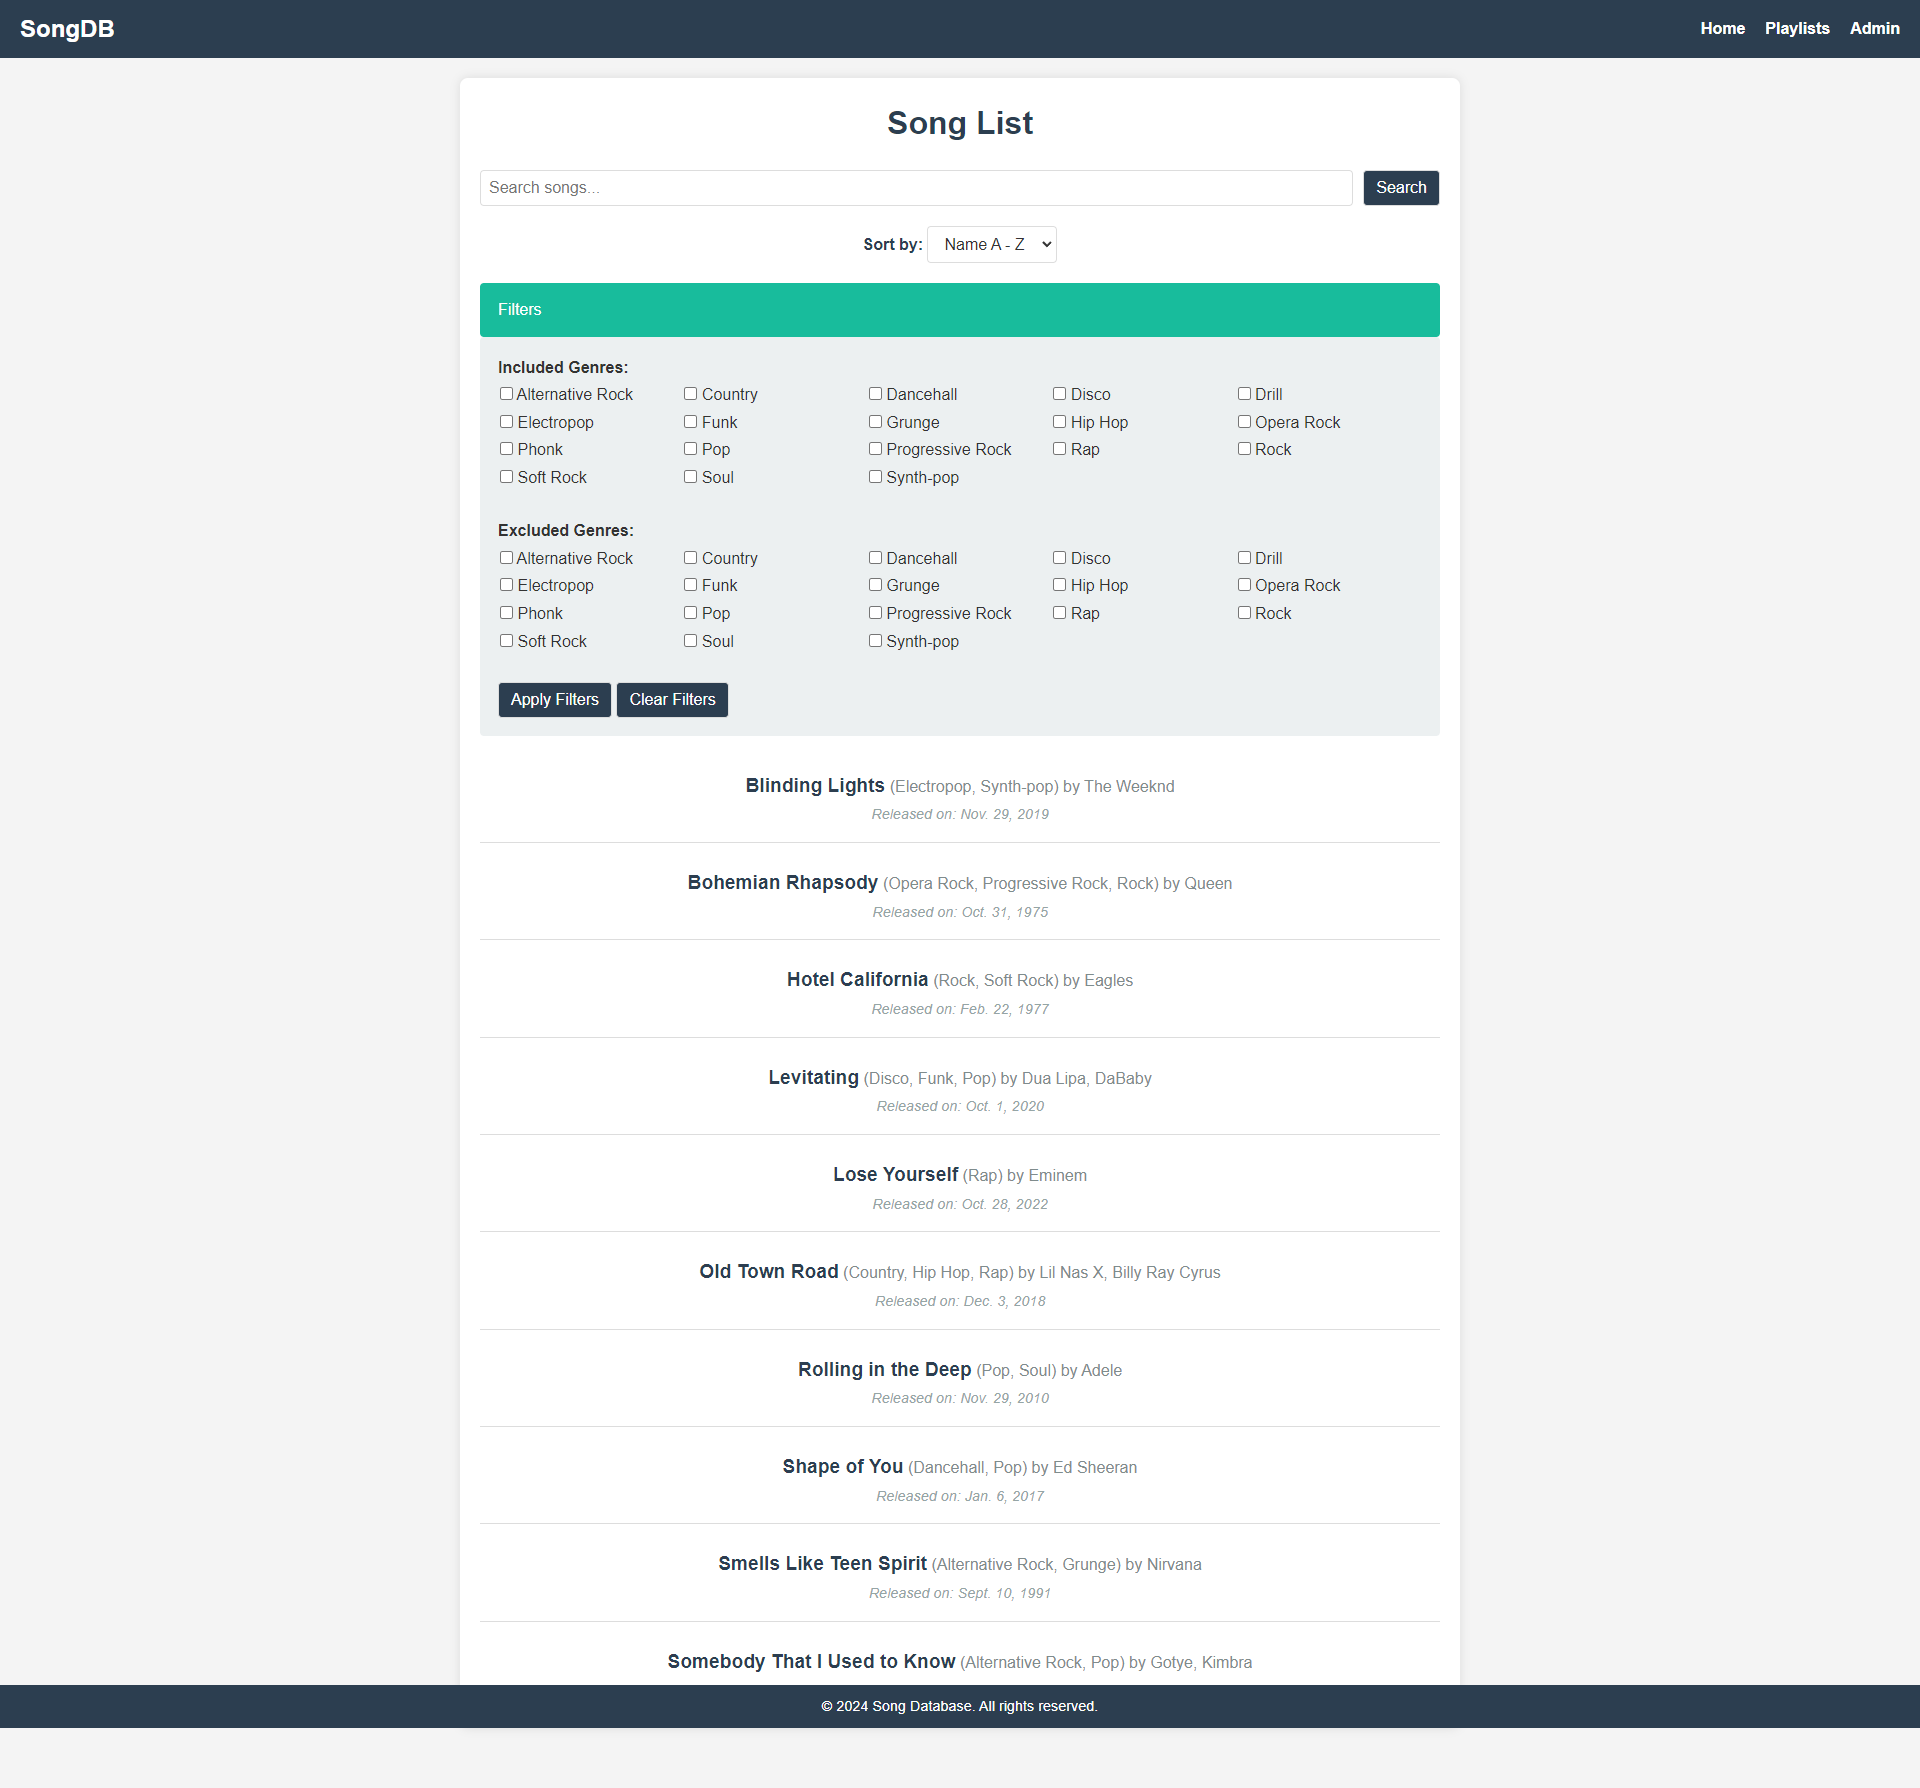 SongDB
Home Playlists Admin
Song List
Search songs...
Search
Sort by: Name A - Z
Filters
Included Genres:
Alternative Rock Country Dancehall Disco Drill
Electropop Funk Grunge Hip Hop Opera Rock
Phonk Pop Progressive Rock Rap Rock
Soft Rock Soul Synth-pop
Excluded Genres:
Alternative Rock Country Dancehall Disco Drill
Electropop Funk Grunge Hip Hop Opera Rock
Phonk Pop Progressive Rock Rap Rock
Soft Rock Soul Synth-pop
Apply Filters Clear Filters
Blinding Lights (Electropop, Synth-pop) by The Weeknd
Released on: Nov. 29, 2019
Bohemian Rhapsody (Opera Rock, Progressive Rock, Rock) by Queen
Released on: Oct. 31, 1975
Hotel California (Rock, Soft Rock) by Eagles
Released on: Feb. 22, 1977
Levitating (Disco, Funk, Pop) by Dua Lipa, DaBaby
Released on: Oct. 1, 2020
Lose Yourself (Rap) by Eminem
Released on: Oct. 28, 2022
Old Town Road (Country, Hip Hop, Rap) by Lil Nas X, Billy Ray Cyrus
Released on: Dec. 3, 2018
Rolling in the Deep (Pop, Soul) by Adele
Released on: Nov. 29, 2010
Shape of You (Dancehall, Pop) by Ed Sheeran
Released on: Jan. 6, 2017
Smells Like Teen Spirit (Alternative Rock, Grunge) by Nirvana
Released on: Sept. 10, 1991
Somebody That I Used to Know (Alternative Rock, Pop) by Gotye, Kimbra
© 2024 Song Database. All rights reserved.